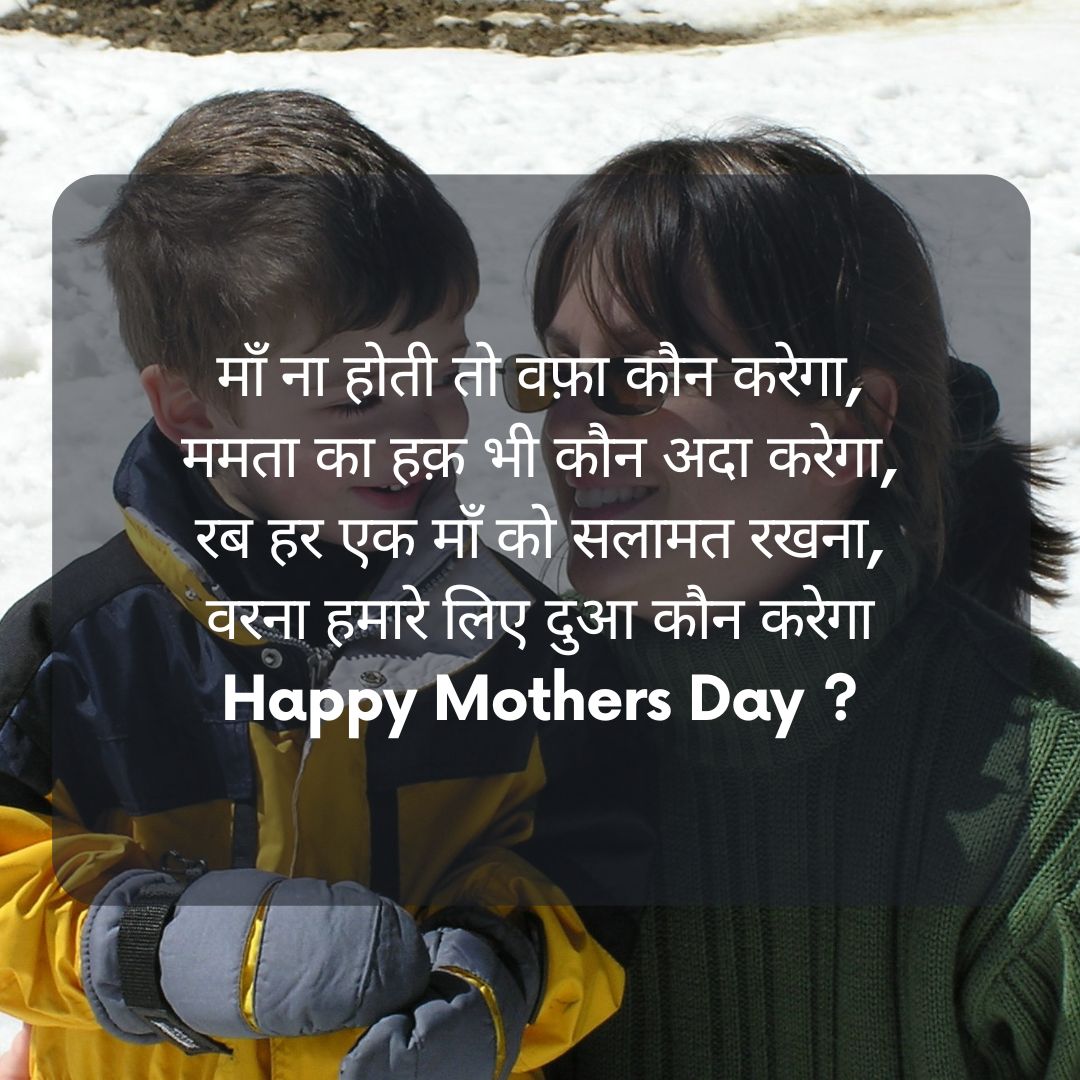 माँ ना होती तो वफ़ा कौन करेगा,
ममता का हक़ भी कौन अदा करेगा,
रब हर एक माँ को सलामत रखना,
वरना हमारे लिए दुआ कौन करेगा
Happy Mothers Day ?